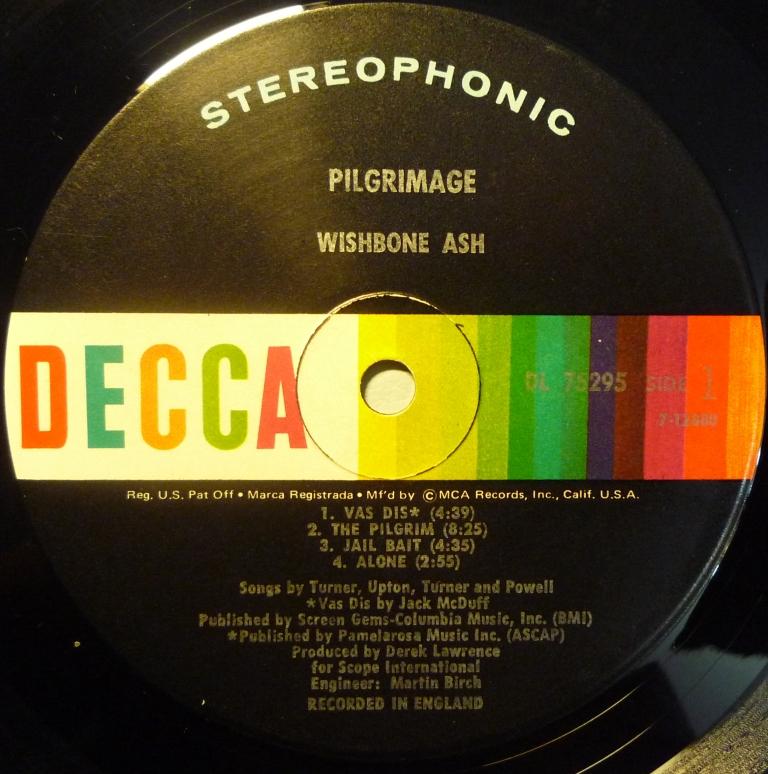 STEREOPHONIC
PILGRIMAGE
WISHBONE ASH
DECCA
DL 75295 SIDE 1
Reg. U.S. Pat Off • Marca Registrada • Mf'd by ©MCA Records, Inc., Calif. U.S.A.
1. VAS DIS* (4:39)
2. THE PILGRIM (8:25)
3. JAIL BAIT (4:35)
4. ALONE (2:55)
Songs by Turner, Upton, Turner and Powell
*Vas Dis by Jack McDuff
Published by Screen Gems-Columbia Music, Inc. (BMI)
*Published by Pamelarosa Music Inc. (ASCAP)
Produced by Derek Lawrence
for Scope International
Engineer: Martin Birch
RECORDED IN ENGLAND